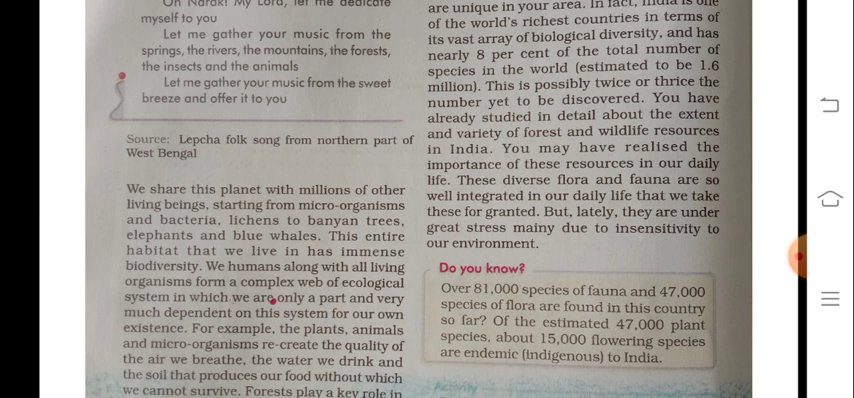 Oh Narak! My Lord, let me dedicate
myself to you
Let me gather your music from the
springs, the rivers, the mountains, the forests,
the insects and the animals
Let me gather your music from the sweet
breeze and offer it to you
Source: Lepcha folk song from northern part of
West Bengal
We share this planet with millions of other
living beings, starting from micro-organisms
and bacteria, lichens to banyan trees,
elephants and blue whales. This entire
habitat that we live in has immense
biodiversity. We humans along with all living
organisms form a complex web of ecological
system in which we are only a part and very
much dependent on this system for our own
existence. For example, the plants, animals
and micro-organisms re-create the quality of
the air we breathe, the water we drink and
the soil that produces our food without which
we cannot survive. Forests play a key role in
are unique in your area. In fact, India is one
of the world's richest countries in terms of
its vast array of biological diversity, and has
nearly 8 per cent of the total number of
species in the world (estimated to be 1.6
million). This is possibly twice or thrice the
number yet to be discovered. You have
already studied in detail about the extent
and variety of forest and wildlife resources
in India. You may have realised the
importance of these resources in our daily
life. These diverse flora and fauna are so
well integrated in our daily life that we take
these for granted. But, lately, they are under
great stress mainy due to insensitivity to
our environment.
Do you know?
Over 81,000 species of fauna and 47,000
species of flora are found in this country
so far? Of the estimated 47,000 plant
species, about 15,000 flowering species
are endemic (indigenous) to India.
Activity